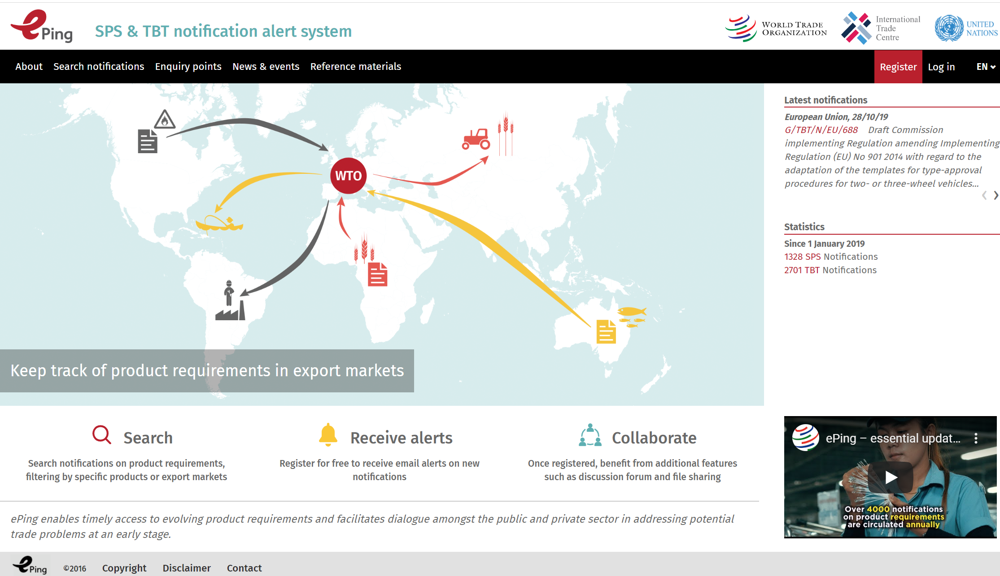 ePing
SPS & TBT notification alert system
WORLD TRADE
ORGANIZATION
International
Trade
Centre
UNITED
NATIONS
About Search notifications Enquiry points News & events Reference materials
Register Log in EN
WTO
Keep track of product requirements in export markets
Latest notifications
European Union, 28/10/19
G/TBT/N/EU/688 Draft Commission
implementing Regulation amending Implementing
Regulation (EU) No 901 2014 with regard to the
adaptation of the templates for type-approval
procedures for two- or three-wheel vehicles...
Statistics
Since 1 January 2019
1328 SPS Notifications
2701 TBT Notifications
Search
Search notifications on product requirements,
filtering by specific products or export markets
Receive alerts
Register for free to receive email alerts on new
notifications
Collaborate
Once registered, benefit from additional features
such as discussion forum and file sharing
ePing – essential updat...
Over 4000 notifications
on product requirements
are circulated annually
ePing enables timely access to evolving product requirements and facilitates dialogue amongst the public and private sector in addressing potential
trade problems at an early stage.
ePing ©2016 Copyright Disclaimer Contact